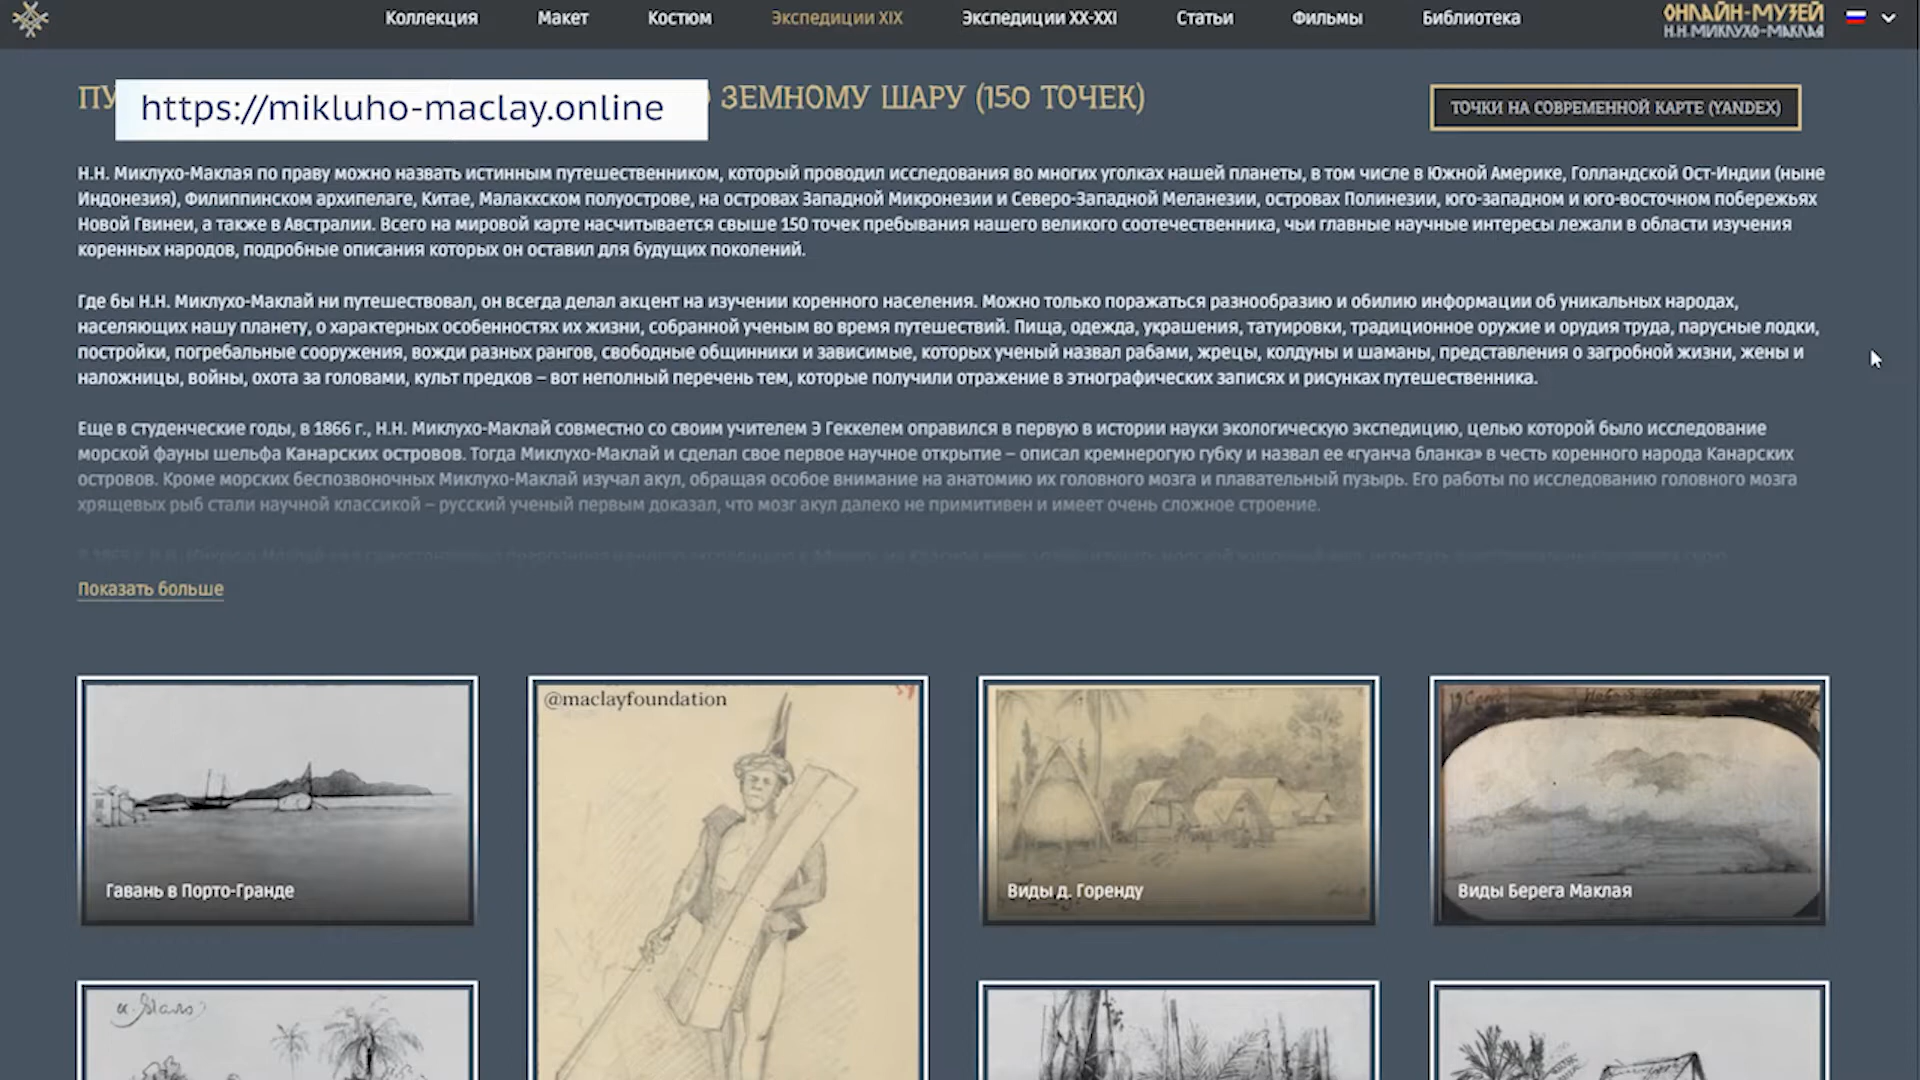 Коллекция Макет Костюм Экспедиции XIX Экспедиции XX-XXI Статьи Фильмы Библиотека
ОНЛАЙН-МУЗЕЙ
Н.Н.МИКЛУХО-МАКЛАЯ
https://mikluho-maclay.online
ЗЕМНОМУ ШАРУ (150 ТОЧЕК)
ТОЧКИ НА СОВРЕМЕННОЙ КАРТЕ (YANDEX)
Н.Н. Миклухо-Маклая по праву можно назвать истинным путешественником, который проводил исследования во многих уголках нашей планеты, в том числе в Южной Америке, Голландской Ост-Индии (ныне
Индонезия), Филиппинском архипелаге, Китае, Малаккском полуострове, на островах Западной Микронезии и Северо-Западной Меланезии, островах Полинезии, юго-западном и юго-восточном побережьях
Новой Гвинеи, а также в Австралии. Всего на мировой карте насчитывается свыше 150 точек пребывания нашего великого соотечественника, чьи главные научные интересы лежали в области изучения
коренных народов, подробные описания которых он оставил для будущих поколений.
Где бы Н.Н. Миклухо-Маклай ни путешествовал, он всегда делал акцент на изучении коренного населения. Можно только поражаться разнообразию и обилию информации об уникальных народах,
населяющих нашу планету, о характерных особенностях их жизни, собранной ученым во время путешествий. Пища, одежда, украшения, татуировки, традиционное оружие и орудия труда, парусные лодки,
постройки, погребальные сооружения, вожди разных рангов, свободные общинники и зависимые, которых ученый назвал рабами, жрецы, колдуны и шаманы, представления о загробной жизни, жены и
наложницы, войны, охота за головами, культ предков – вот неполный перечень тем, которые получили отражение в этнографических записях и рисунках путешественника.
Еще в студенческие годы, в 1866 г., Н.Н. Миклухо-Маклай совместно со своим учителем Э Геккелем оправился в первую в истории науки экологическую экспедицию, целью которой было исследование
морской фауны шельфа Канарских островов. Тогда Миклухо-Маклай и сделал свое первое научное открытие – описал кремнерогую губку и назвал ее «гуанча бланка» в честь коренного народа Канарских
островов. Кроме морских беспозвоночных Миклухо-Маклай изучал акул, обращая особое внимание на анатомию их головного мозга и плавательный пузырь. Его работы по исследованию головного мозга
хрящевых рыб стали научной классикой – русский ученый первым доказал, что мозг акул далеко не примитивен и имеет очень сложное строение.
Показать больше
@maclayfoundation
Гавань в Порто-Гранде
Виды д. Горенду
Виды Берега Маклая